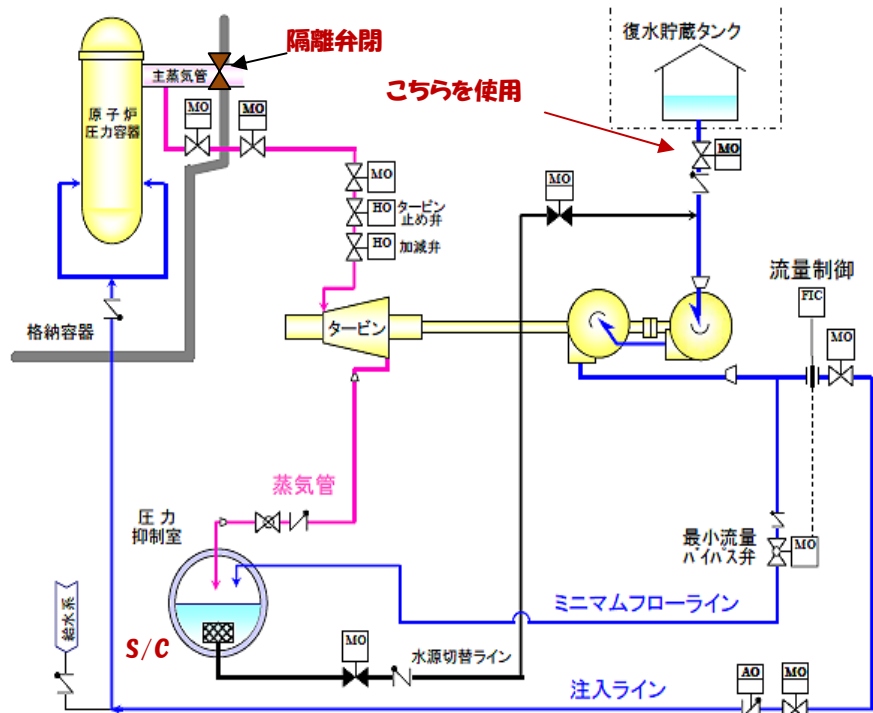 隔離弁閉
復水貯蔵タンク
主蒸気管
こちらを使用
原子炉
圧力容器
MO
MO
MO
MO
MO
HO
タービン
止め弁
HO
加減弁
流量制御
FIC
格納容器
タービン
MO
蒸気管
圧力
抑制室
最小流量
バイパス弁
MO
ミニマムフローライン
給水系
S/C
MO
水源切替ライン
注入ライン
AO
MO